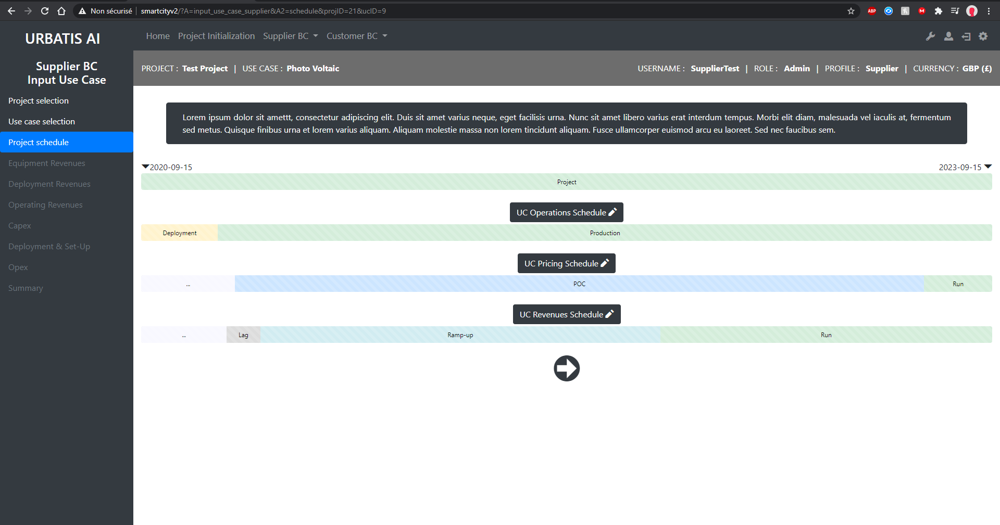 Non sécurisé | smartcityv2/?A=input_use_case_supplier&A2=schedule&projID=21&ucID=9
ABP
M
URBATIS AI
Home Project Initialization Supplier BC Customer BC
Supplier BC
Input Use Case
Project selection
Use case selection
Project schedule
Equipment Revenues
Deployment Revenues
Operating Revenues
Capex
Deployment & Set-Up
Opex
Summary
PROJECT : Test Project | USE CASE : Photo Voltaic
USERNAME : SupplierTest | ROLE : Admin | PROFILE : Supplier | CURRENCY : GBP (£)
Lorem ipsum dolor sit amettt, consectetur adipiscing elit. Duis sit amet varius neque, eget facilisis urna. Nunc sit amet libero varius erat interdum tempus. Morbi elit diam, malesuada vel iaculis at, fermentum
sed metus. Quisque finibus urna et lorem varius aliquam. Aliquam molestie massa non lorem tincidunt aliquam. Fusce ullamcorper euismod arcu eu laoreet. Sed nec faucibus sem.
2020-09-15
2023-09-15
Project
UC Operations Schedule
Deployment
Production
UC Pricing Schedule
...
POC
Run
UC Revenues Schedule
...
Lag
Ramp-up
Run